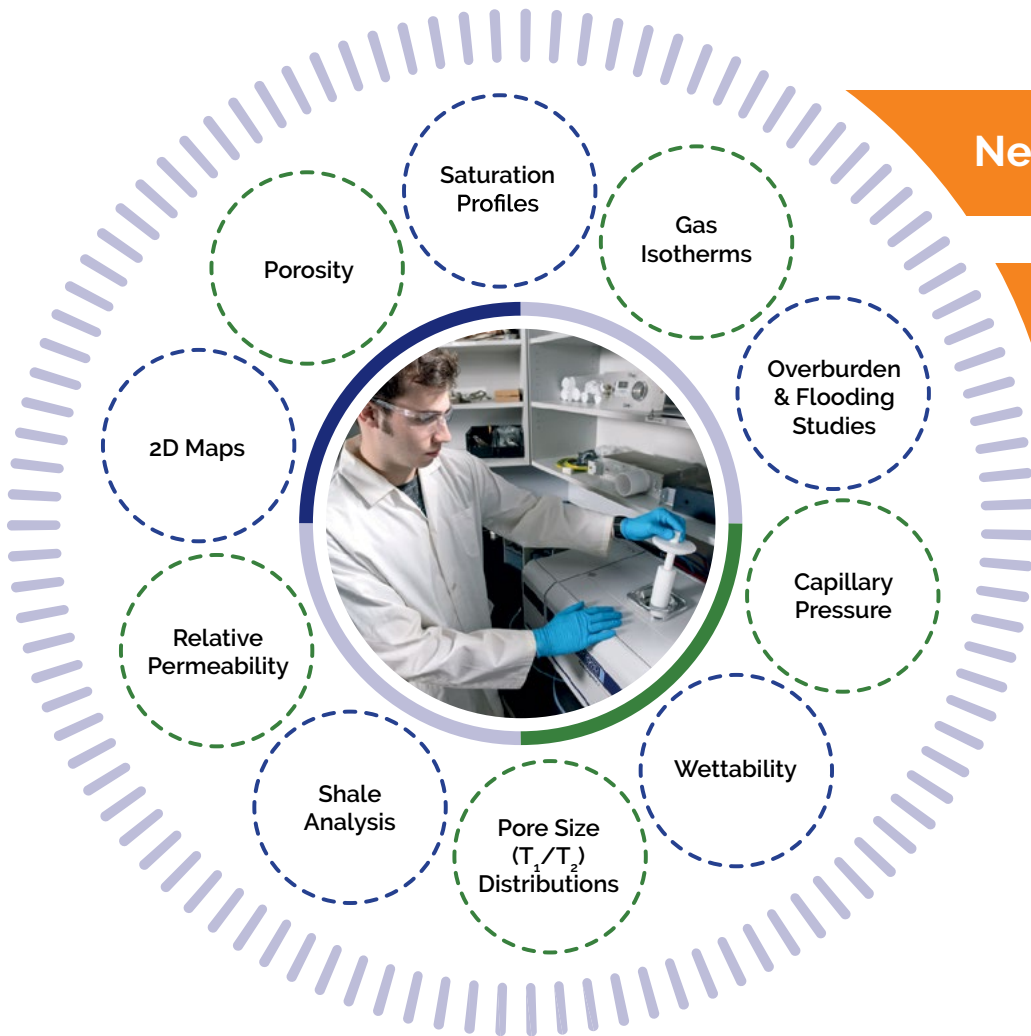 Ne
Saturation
Profiles
Gas
Isotherms
Porosity
Overburden
& Flooding
Studies
2D Maps
Capillary
Pressure
Relative
Permeability
Wettability
Shale
Analysis
Pore Size
(T₁/T₂)
Distributions